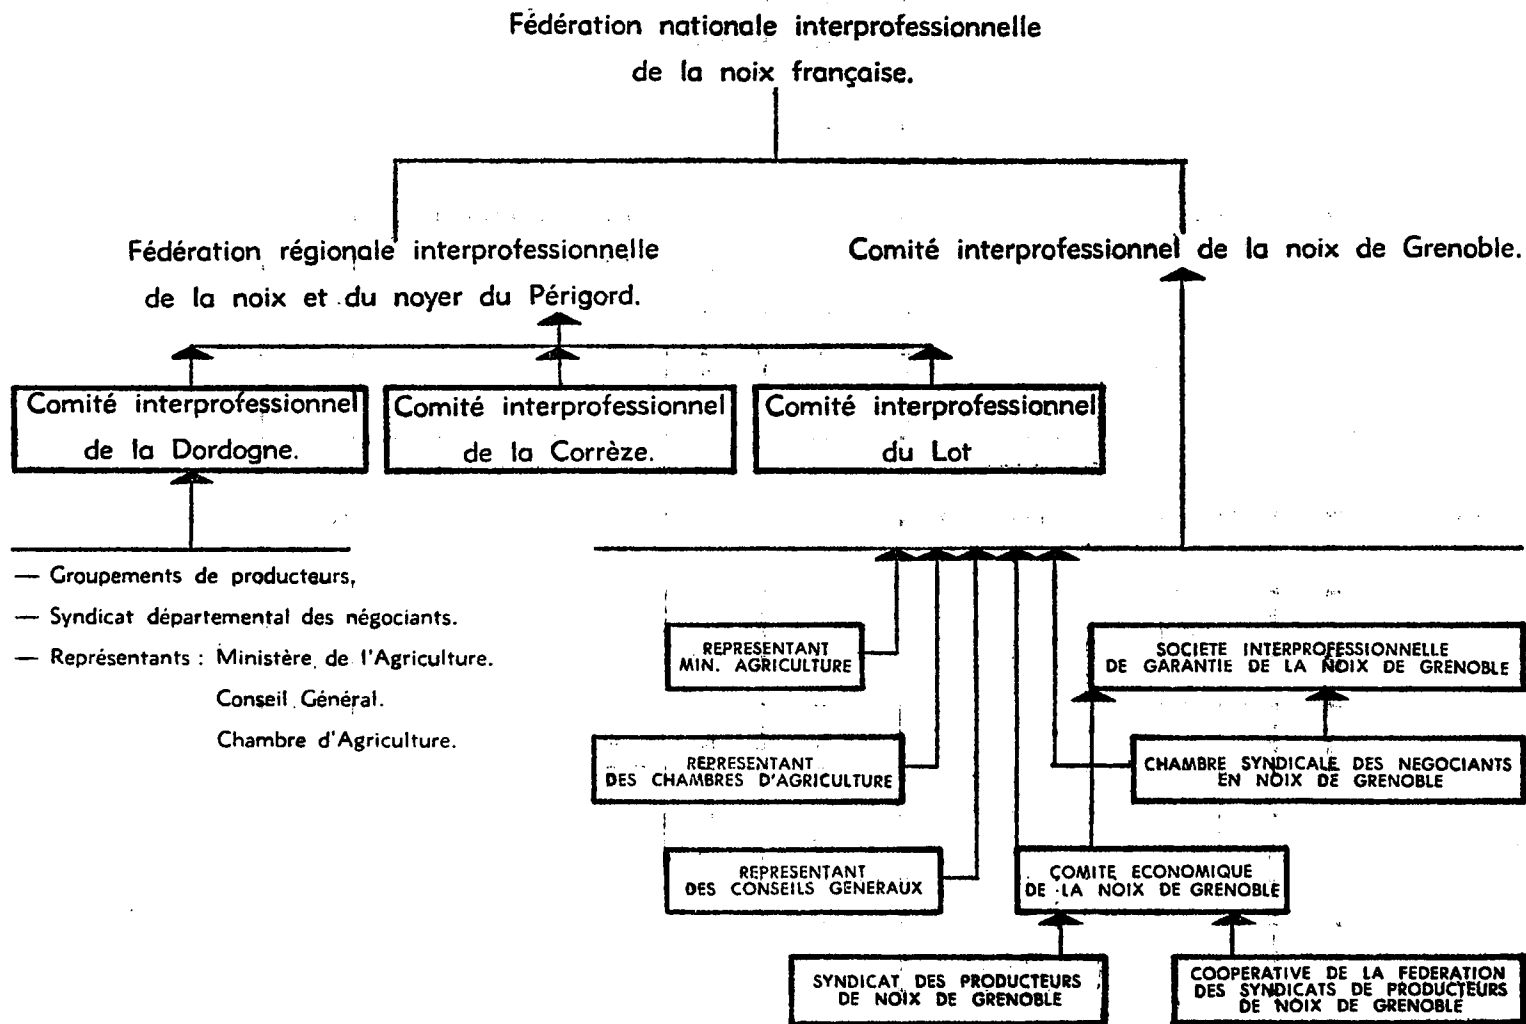 Fédération nationale interprofessionnelle
de la noix française.
Fédération régionale interprofessionnelle
de la noix et du noyer du Périgord.
Comité interprofessionnel de la noix de Grenoble.
Comité interprofessionnel
de la Dordogne.
Comité interprofessionnel
de la Corrèze.
Comité interprofessionnel
du Lot
— Groupements de producteurs,
— Syndicat départemental des négociants.
— Représentants : Ministère de l'Agriculture.
Conseil Général.
Chambre d'Agriculture.
REPRESENTANT
MIN. AGRICULTURE
SOCIETE INTERPROFESSIONNELLE
DE GARANTIE DE LA NOIX DE GRENOBLE
REPRESENTANT
DES CHAMBRES D'AGRICULTURE
CHAMBRE SYNDICALE DES NEGOCIANTS
EN NOIX DE GRENOBLE
REPRESENTANT
DES CONSEILS GENERAUX
COMITE ECONOMIQUE
DE LA NOIX DE GRENOBLE
SYNDICAT DES PRODUCTEURS
DE NOIX DE GRENOBLE
COOPERATIVE DE LA FEDERATION
DES SYNDICATS DE PRODUCTEURS
DE NOIX DE GRENOBLE